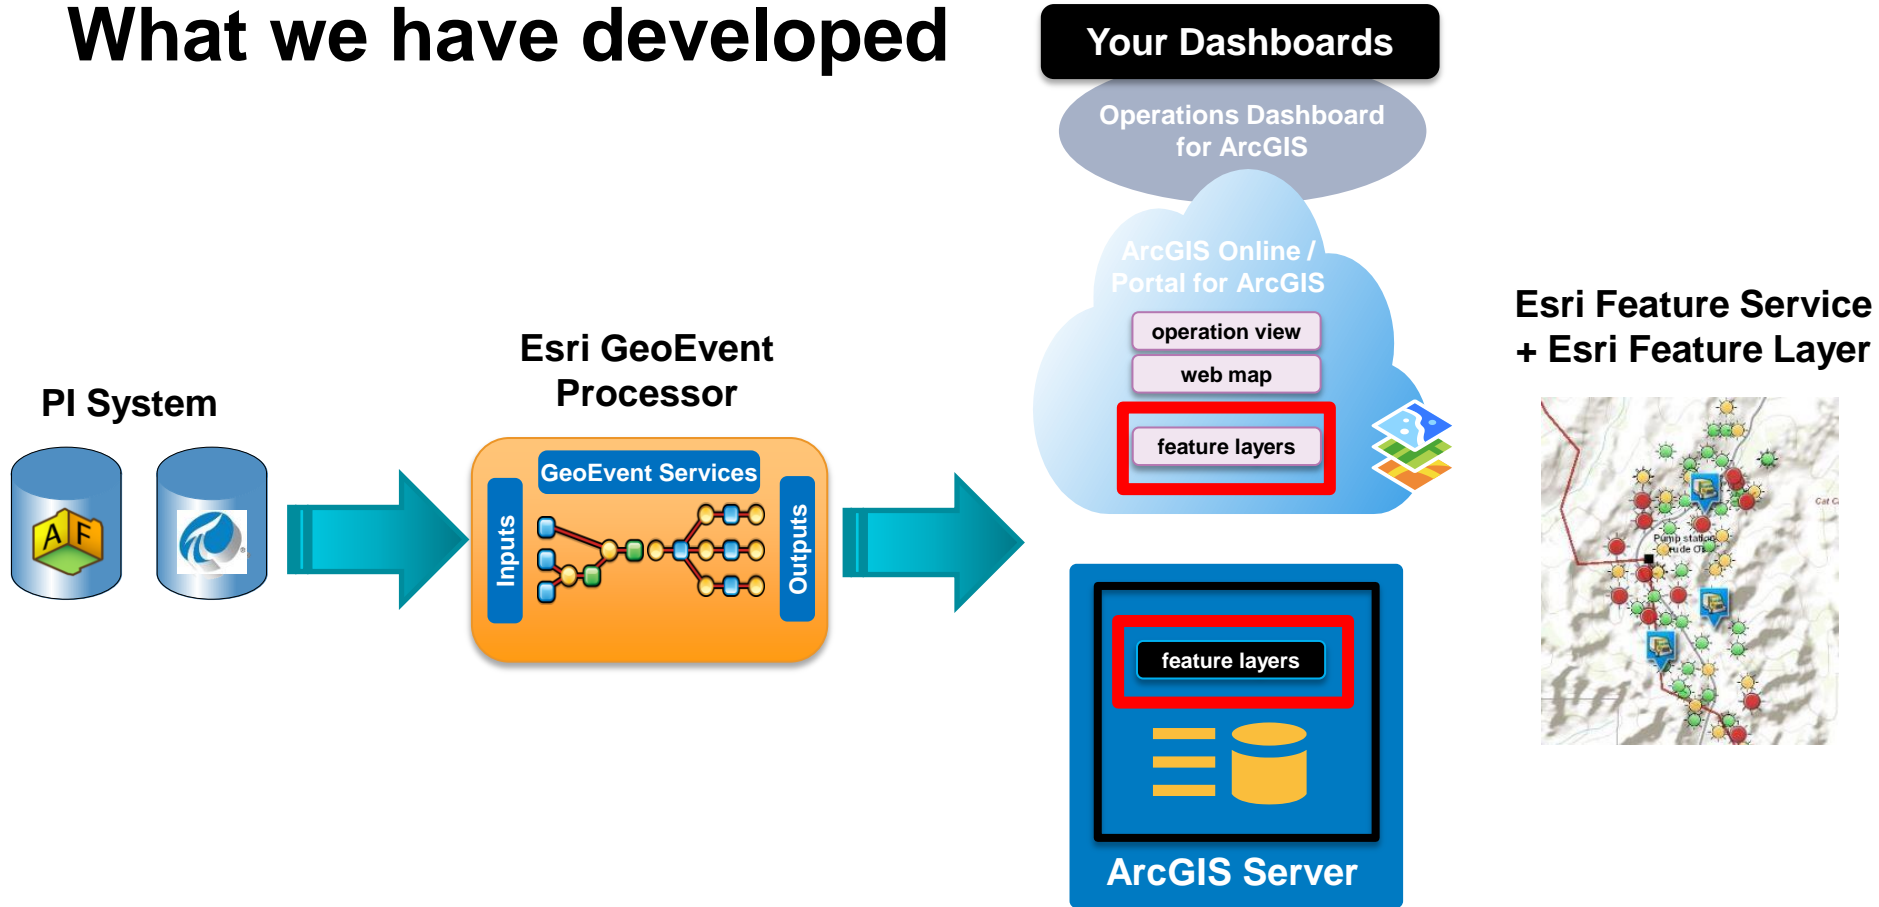 What we have developed
Your Dashboards
Operations Dashboard
for ArcGIS
ArcGIS Online /
Portal for ArcGIS
operation view
web map
feature layers
Esri Feature Service
+ Esri Feature Layer
Esri GeoEvent
Processor
PI System
GeoEvent Services
Inputs
Outputs
A F
Pump station
feature layers
ArcGIS Server